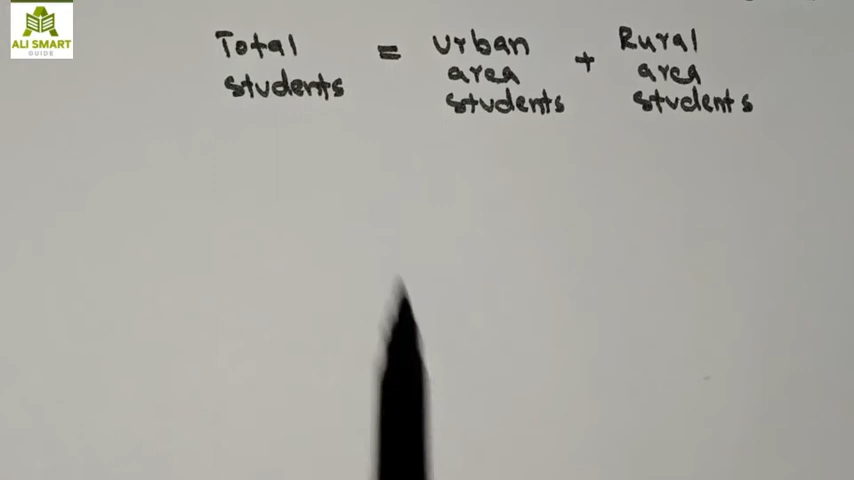 ALI SMART
GUIDE
Total = Urban + Rural
students area area
students students